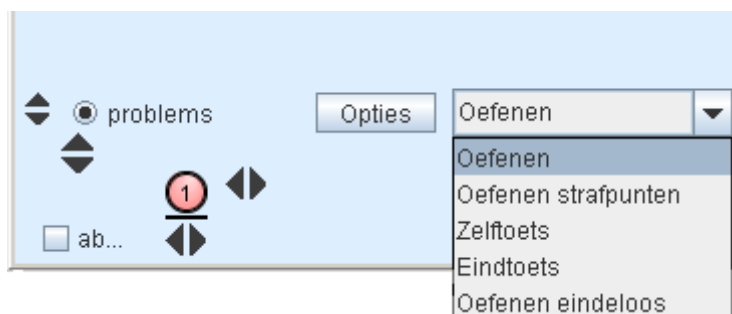 problems
Opties
Oefenen
Oefenen
Oefenen strafpunten
1
Zelftoets
ab...
Eindtoets
Oefenen eindeloos